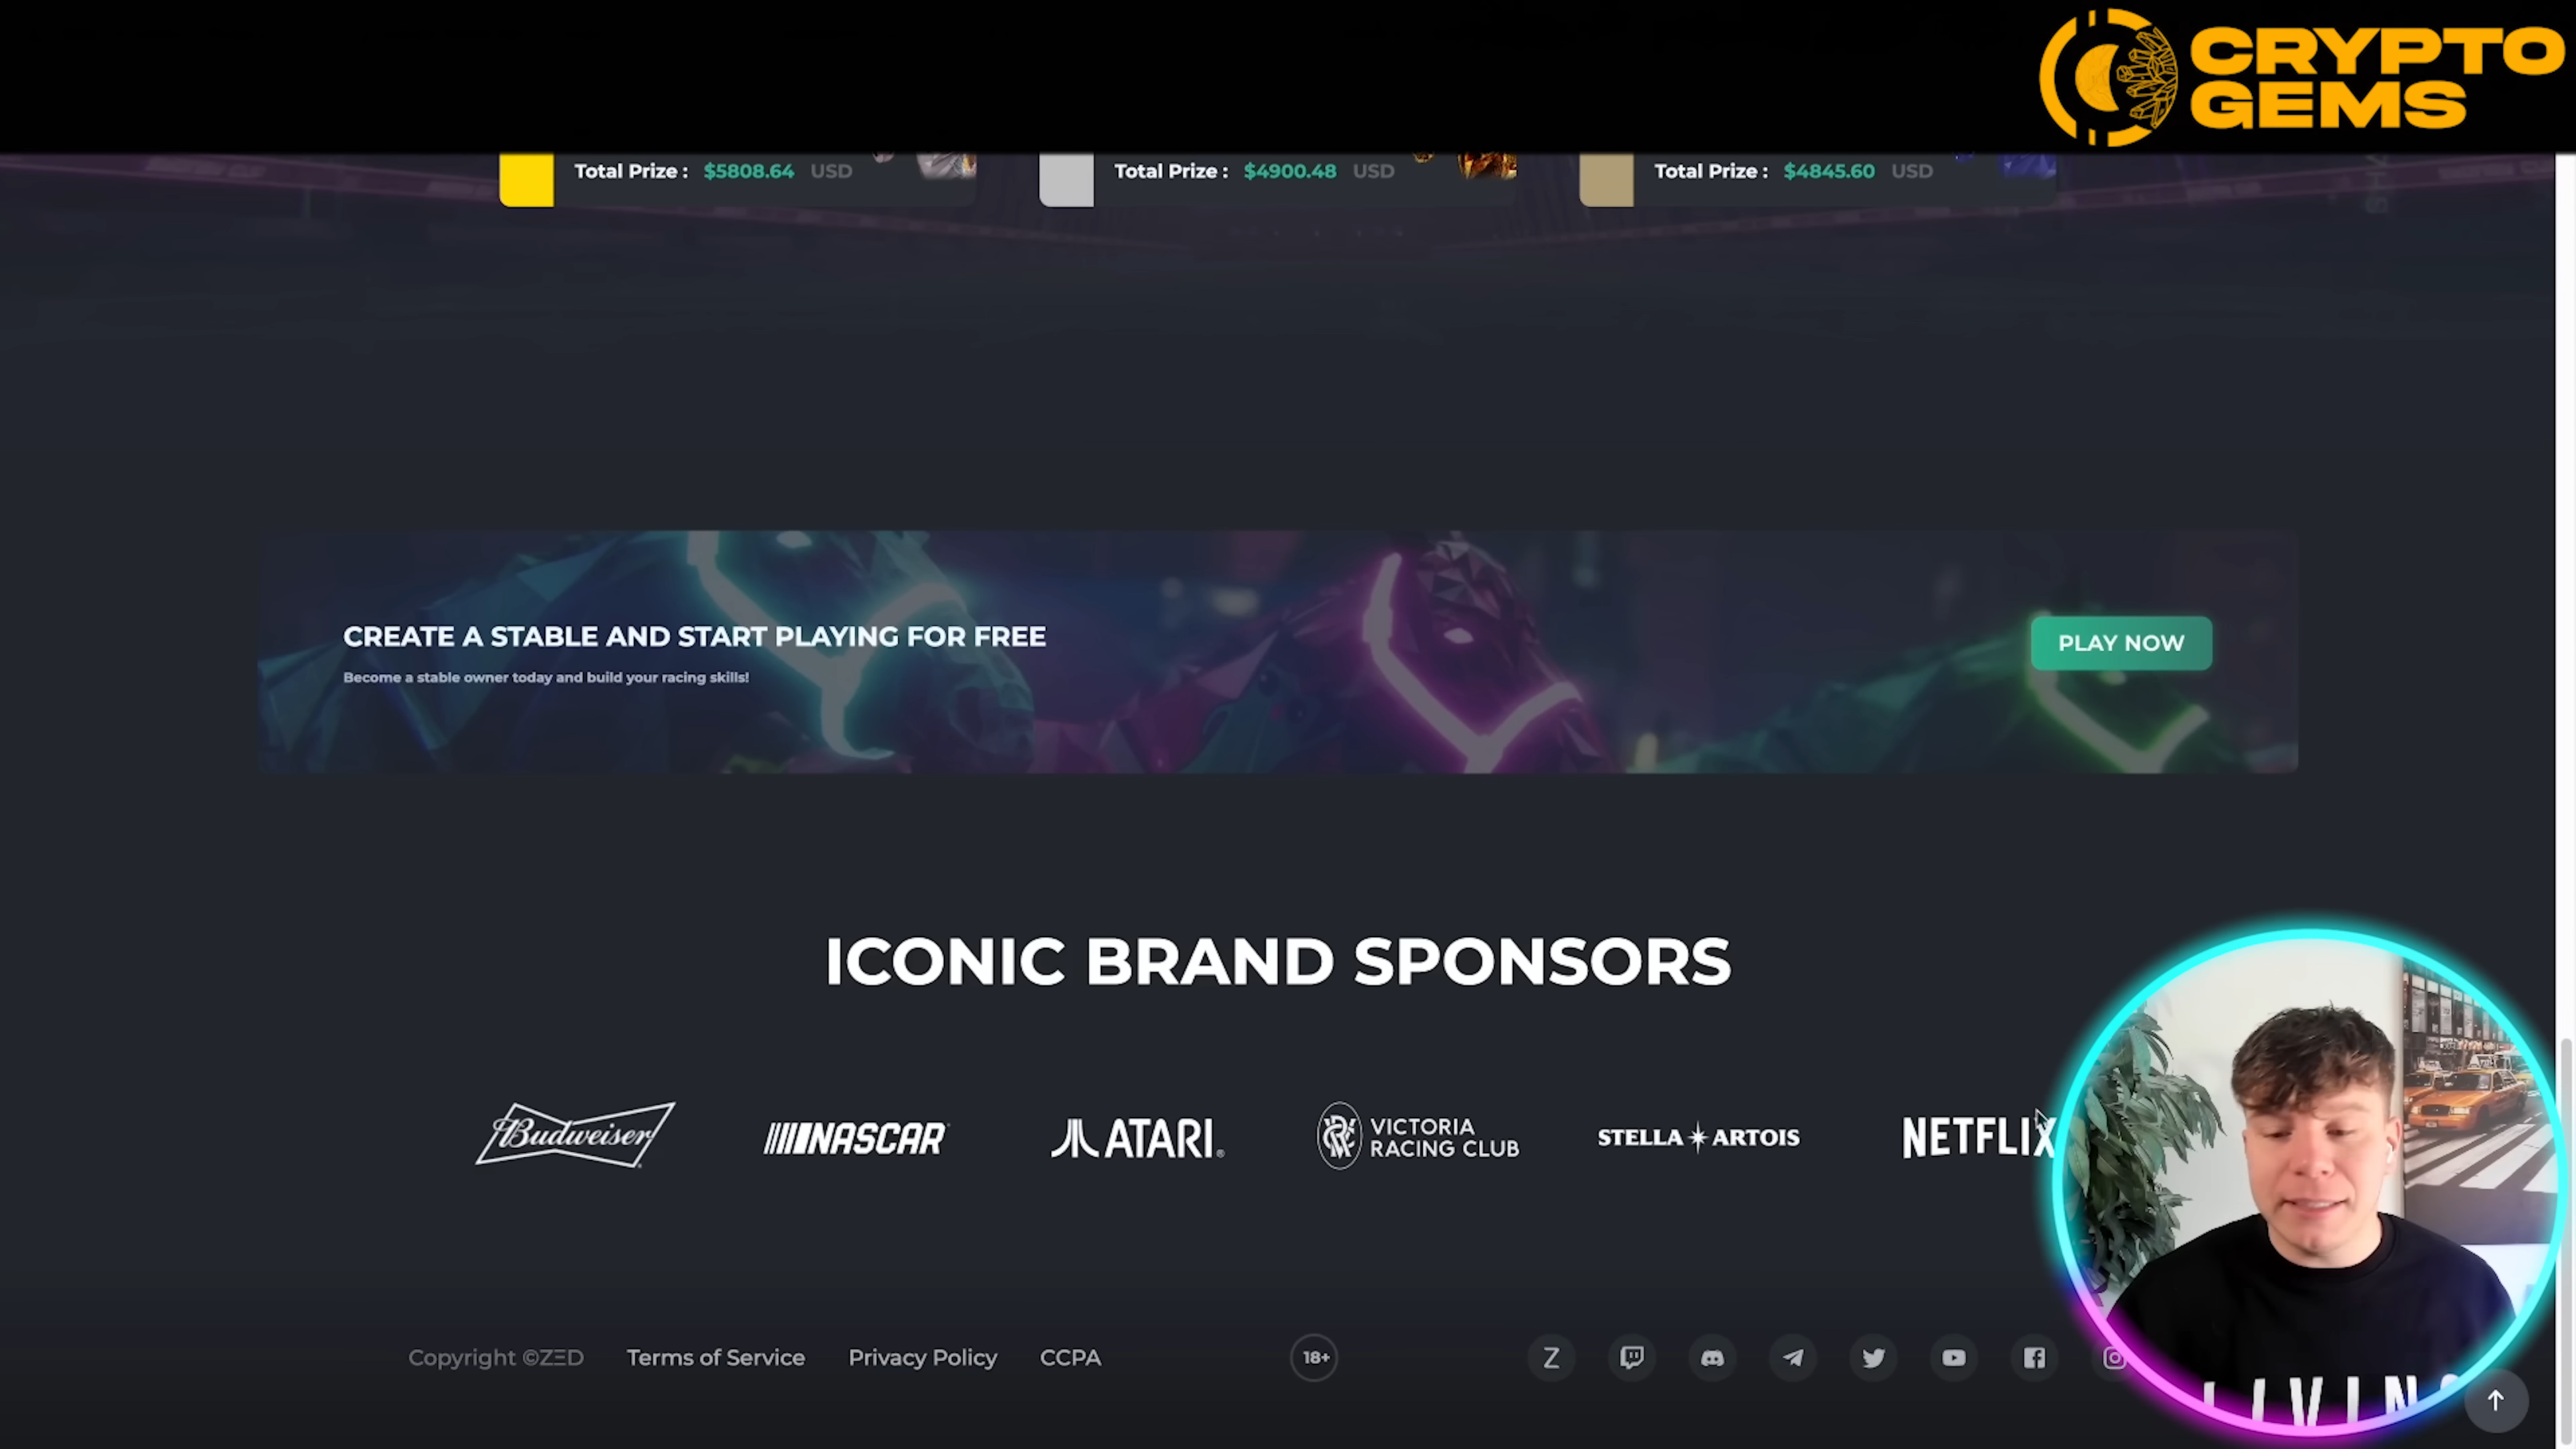 CRYPTO
GEMS
Total Prize : $5808.64 USD
Total Prize : $4900.48 USD
Total Prize : $4845.60 USD
CREATE A STABLE AND START PLAYING FOR FREE
Become a stable owner today and build your racing skills!
PLAY NOW
ICONIC BRAND SPONSORS
Budweiser
NASCAR
ATARI®
VICTORIA
RACING CLUB
STELLA ARTOIS
NETFLIX
Copyright ©ZED Terms of Service Privacy Policy CCPA 18+
LIVIN